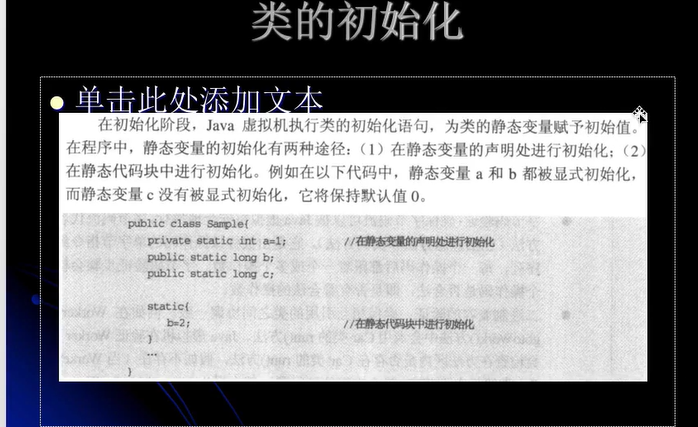 类的初始化
单击此处添加文本
在初始化阶段，Java 虚拟机执行类的初始化语句，为类的静态变量赋予初始值。
在程序中，静态变量的初始化有两种途径：（1）在静态变量的声明处进行初始化；（2）
在静态代码块中进行初始化。例如在以下代码中，静态变量 a 和 b 都被显式初始化，
而静态变量 c 没有被显式初始化，它将保持默认值 0。
public class Sample{
private static int a=1; //在静态变量的声明处进行初始化
public static long b;
public static long c;
static{
b=2; //在静态代码块中进行初始化
}
...
}